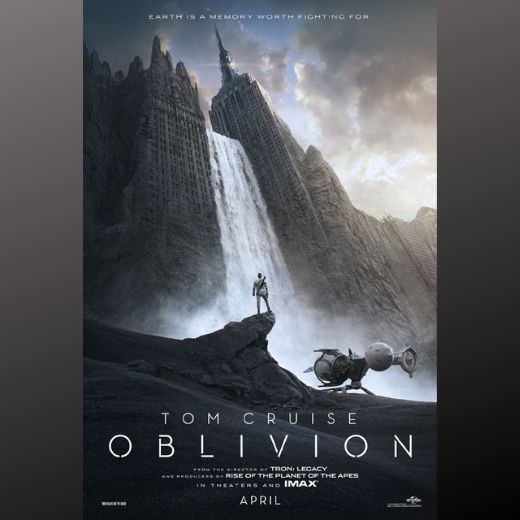 EARTH IS A MEMORY WORTH FIGHTING FOR
TOM CRUISE
OBLIVION
FROM THE DIRECTOR OF TRON: LEGACY
AND PRODUCERS OF RISE OF THE PLANET OF THE APES
IN THEATERS AND IMAX
APRIL